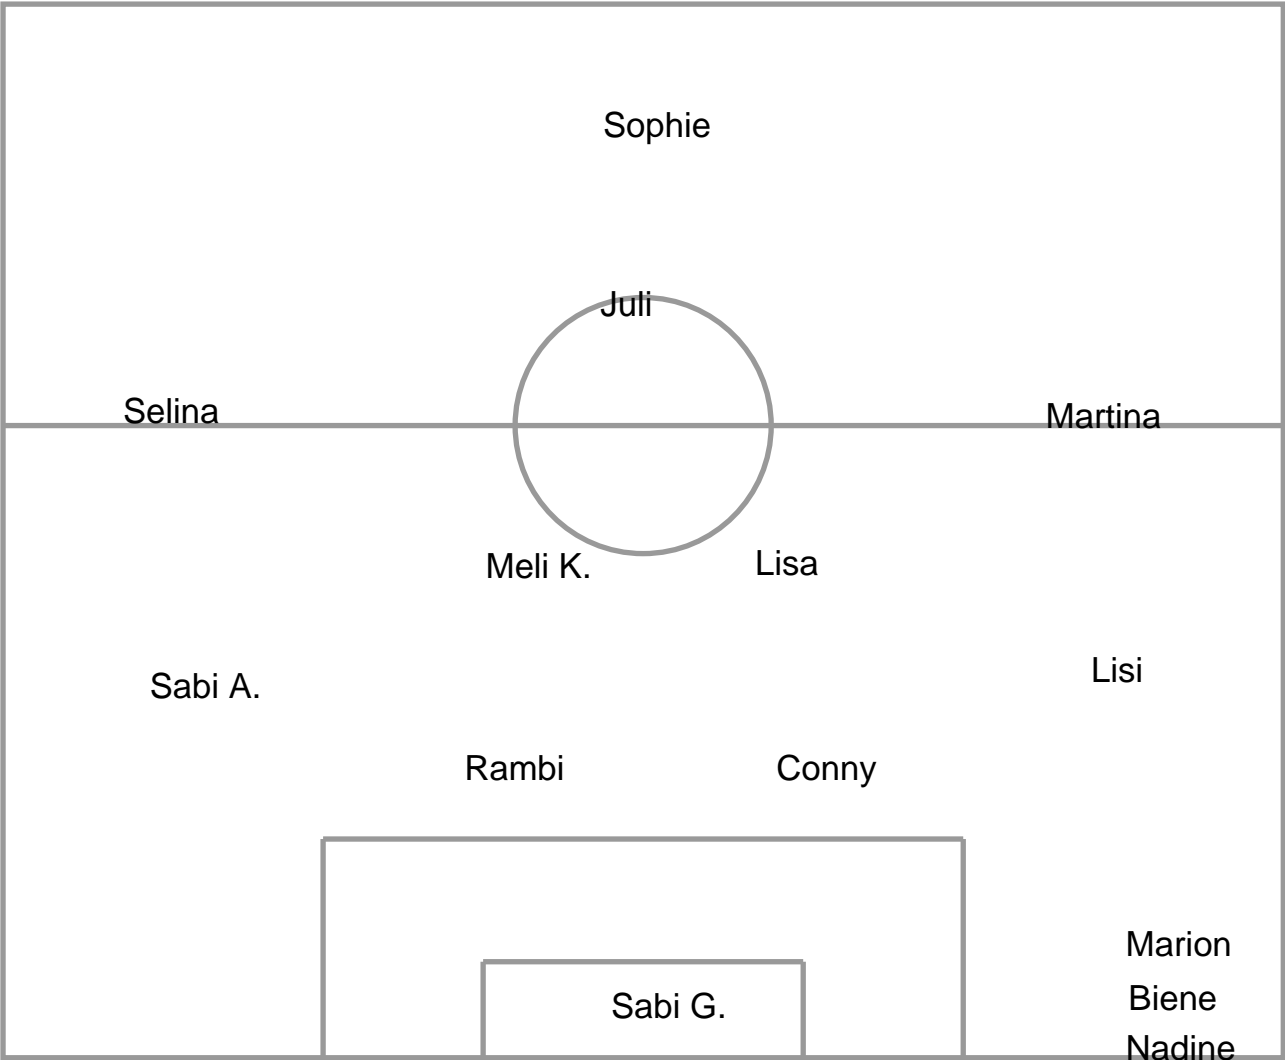 Sophie
Juli
Selina
Martina
Meli K.
Lisa
Sabi A.
Lisi
Rambi
Conny
Marion
Biene
Sabi G.
Nadine